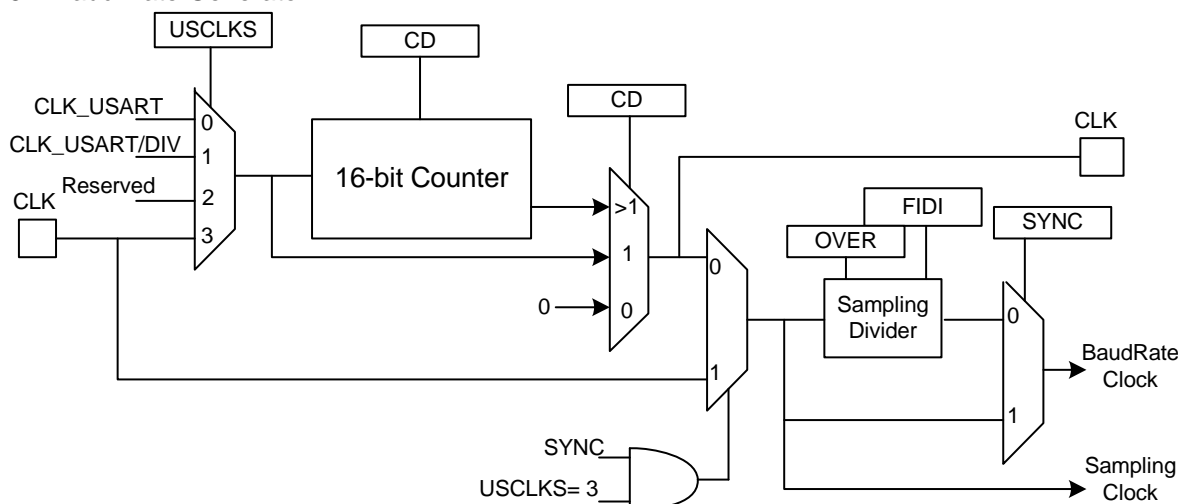 USCLKS
CD
CD
CLK_USART
CLK_USART/DIV
Reserved
CLK
0
1
2
3
16-bit Counter
>1
1
0
0
CLK
0
1
FIDI
OVER
SYNC
Sampling
Divider
0
1
BaudRate
Clock
SYNC
USCLKS= 3
Sampling
Clock